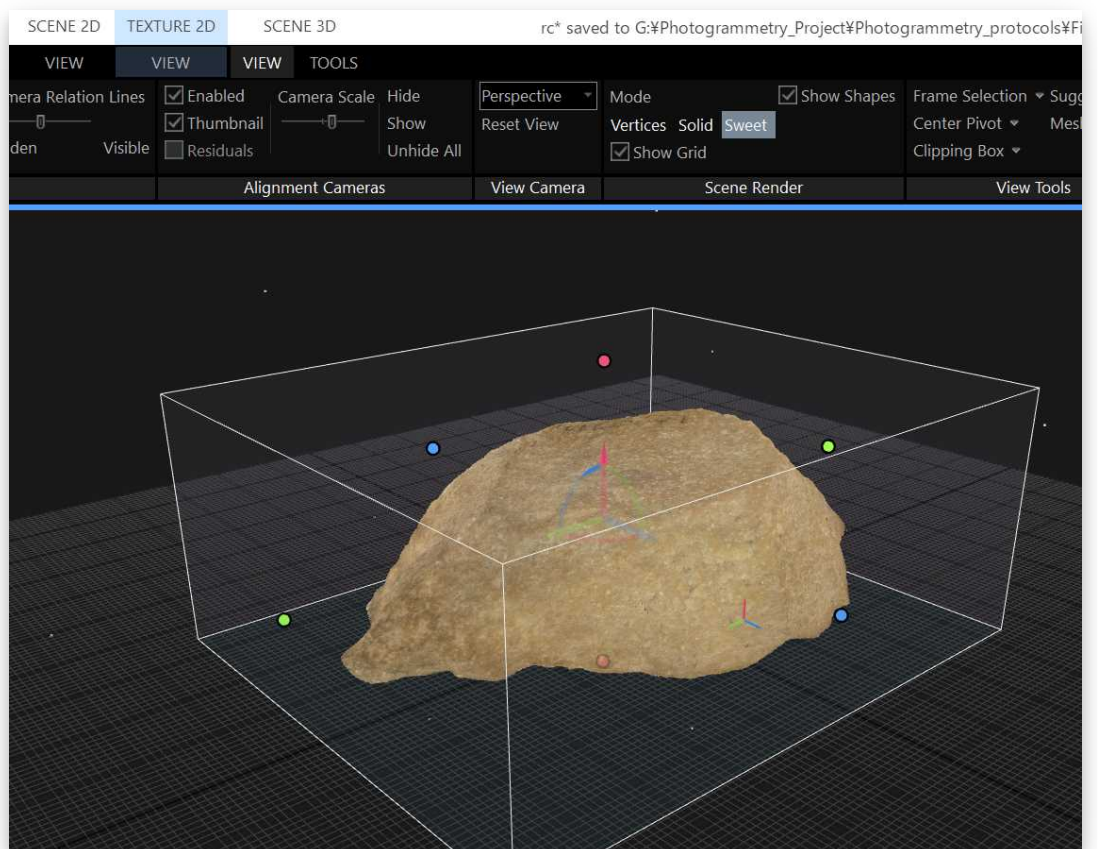 SCENE 2D TEXTURE 2D SCENE 3D rc* saved to G:¥Photogrammetry_Project¥Photogrammetry_protocols¥Fi
VIEW VIEW VIEW TOOLS
mera Relation Lines Enabled Camera Scale Hide Perspective Mode Show Shapes Frame Selection Sugg
Thumbnail Show Reset View Vertices Solid Sweet Center Pivot Mesl
den Visible Residuals Unhide All Show Grid Clipping Box
Alignment Cameras View Camera Scene Render View Tools